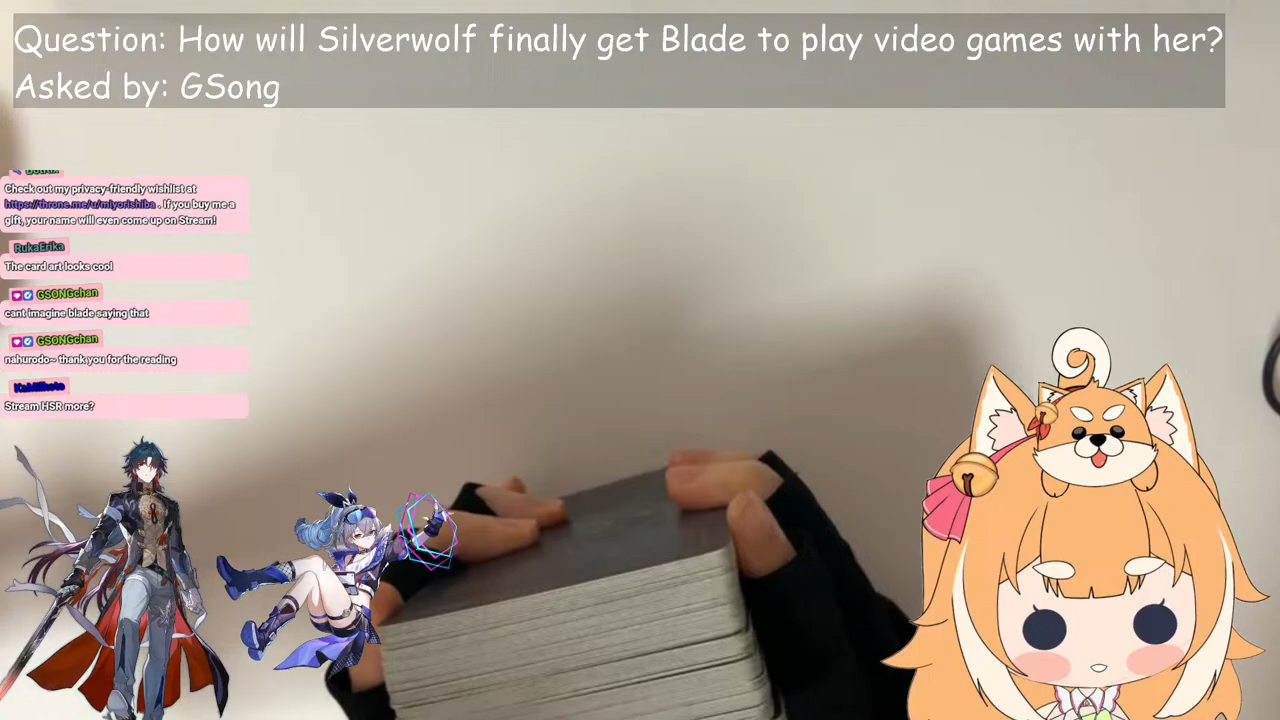 Question: How will Silverwolf finally get Blade to play video games with her?
Asked by: GSong
Check out my privacy-friendly wishlist at
https://throne.me/u/miyorishiba . If you buy me a
gift, your name will even come up on Stream!
RukaErika
The card art looks cool
GSONGchan
cant imagine blade saying that
GSONGchan
nahurodo~ thank you for the reading
KaMilhoto
Stream HSR more?